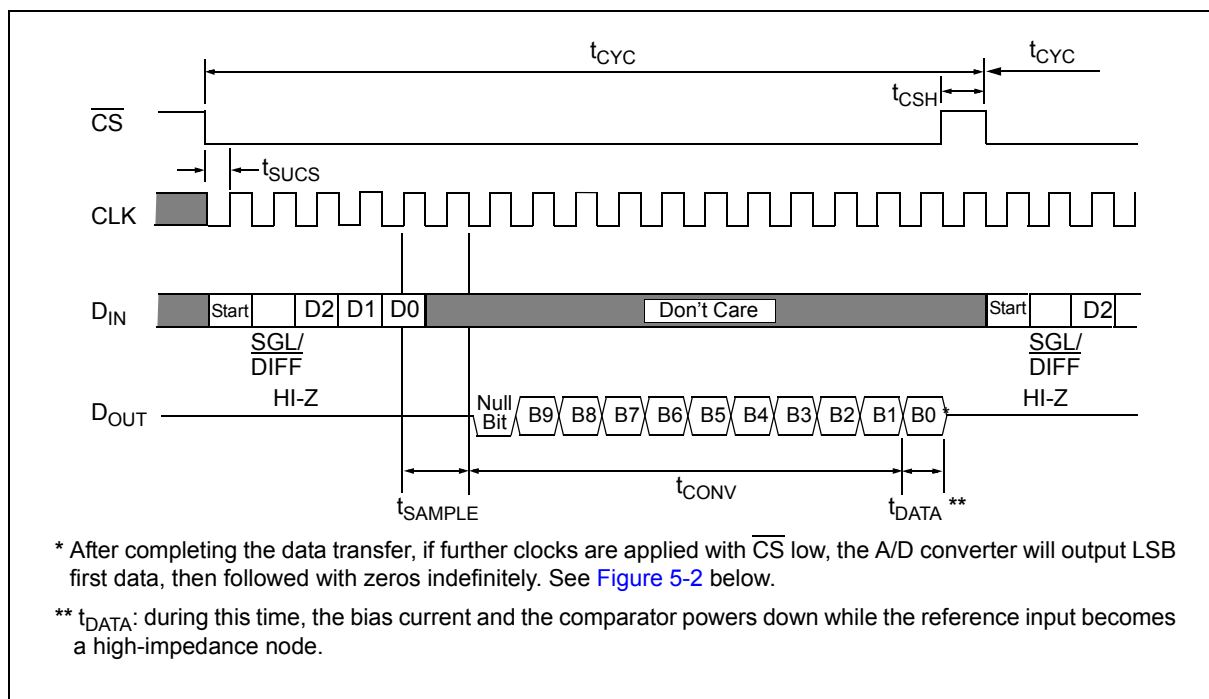 tCYC tCYC
tCSH
CS
tSUCS
CLK
DIN Start D2 D1 D0 Don't Care Start D2
SGL/ SGL/
DIFF DIFF
HI-Z HI-Z
DOUT Null Bit B9 B8 B7 B6 B5 B4 B3 B2 B1 B0 *
tCONV
tSAMPLE tDATA **
* After completing the data transfer, if further clocks are applied with CS low, the A/D converter will output LSB
first data, then followed with zeros indefinitely. See Figure 5-2 below.
** tDATA: during this time, the bias current and the comparator powers down while the reference input becomes
a high-impedance node.